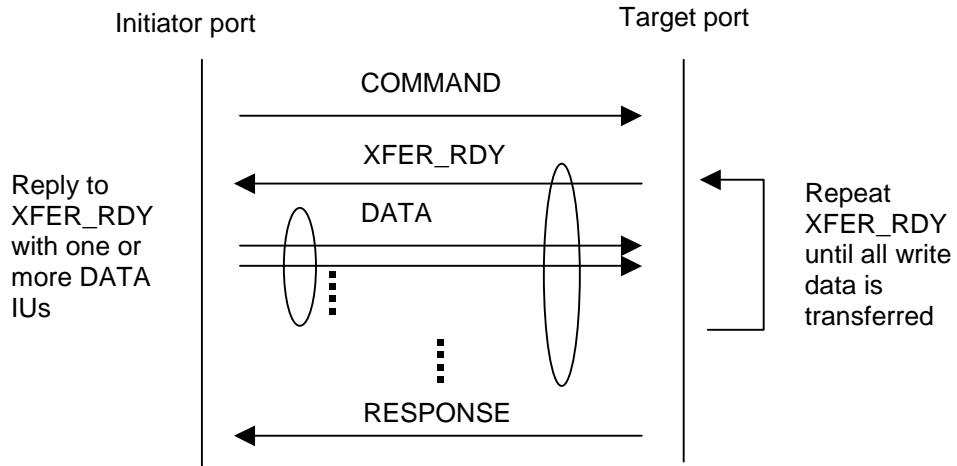 Initiator port
Target port
COMMAND
XFER_RDY
DATA
Reply to
XFER_RDY
with one or
more DATA
IUs
Repeat
XFER_RDY
until all write
data is
transferred
RESPONSE